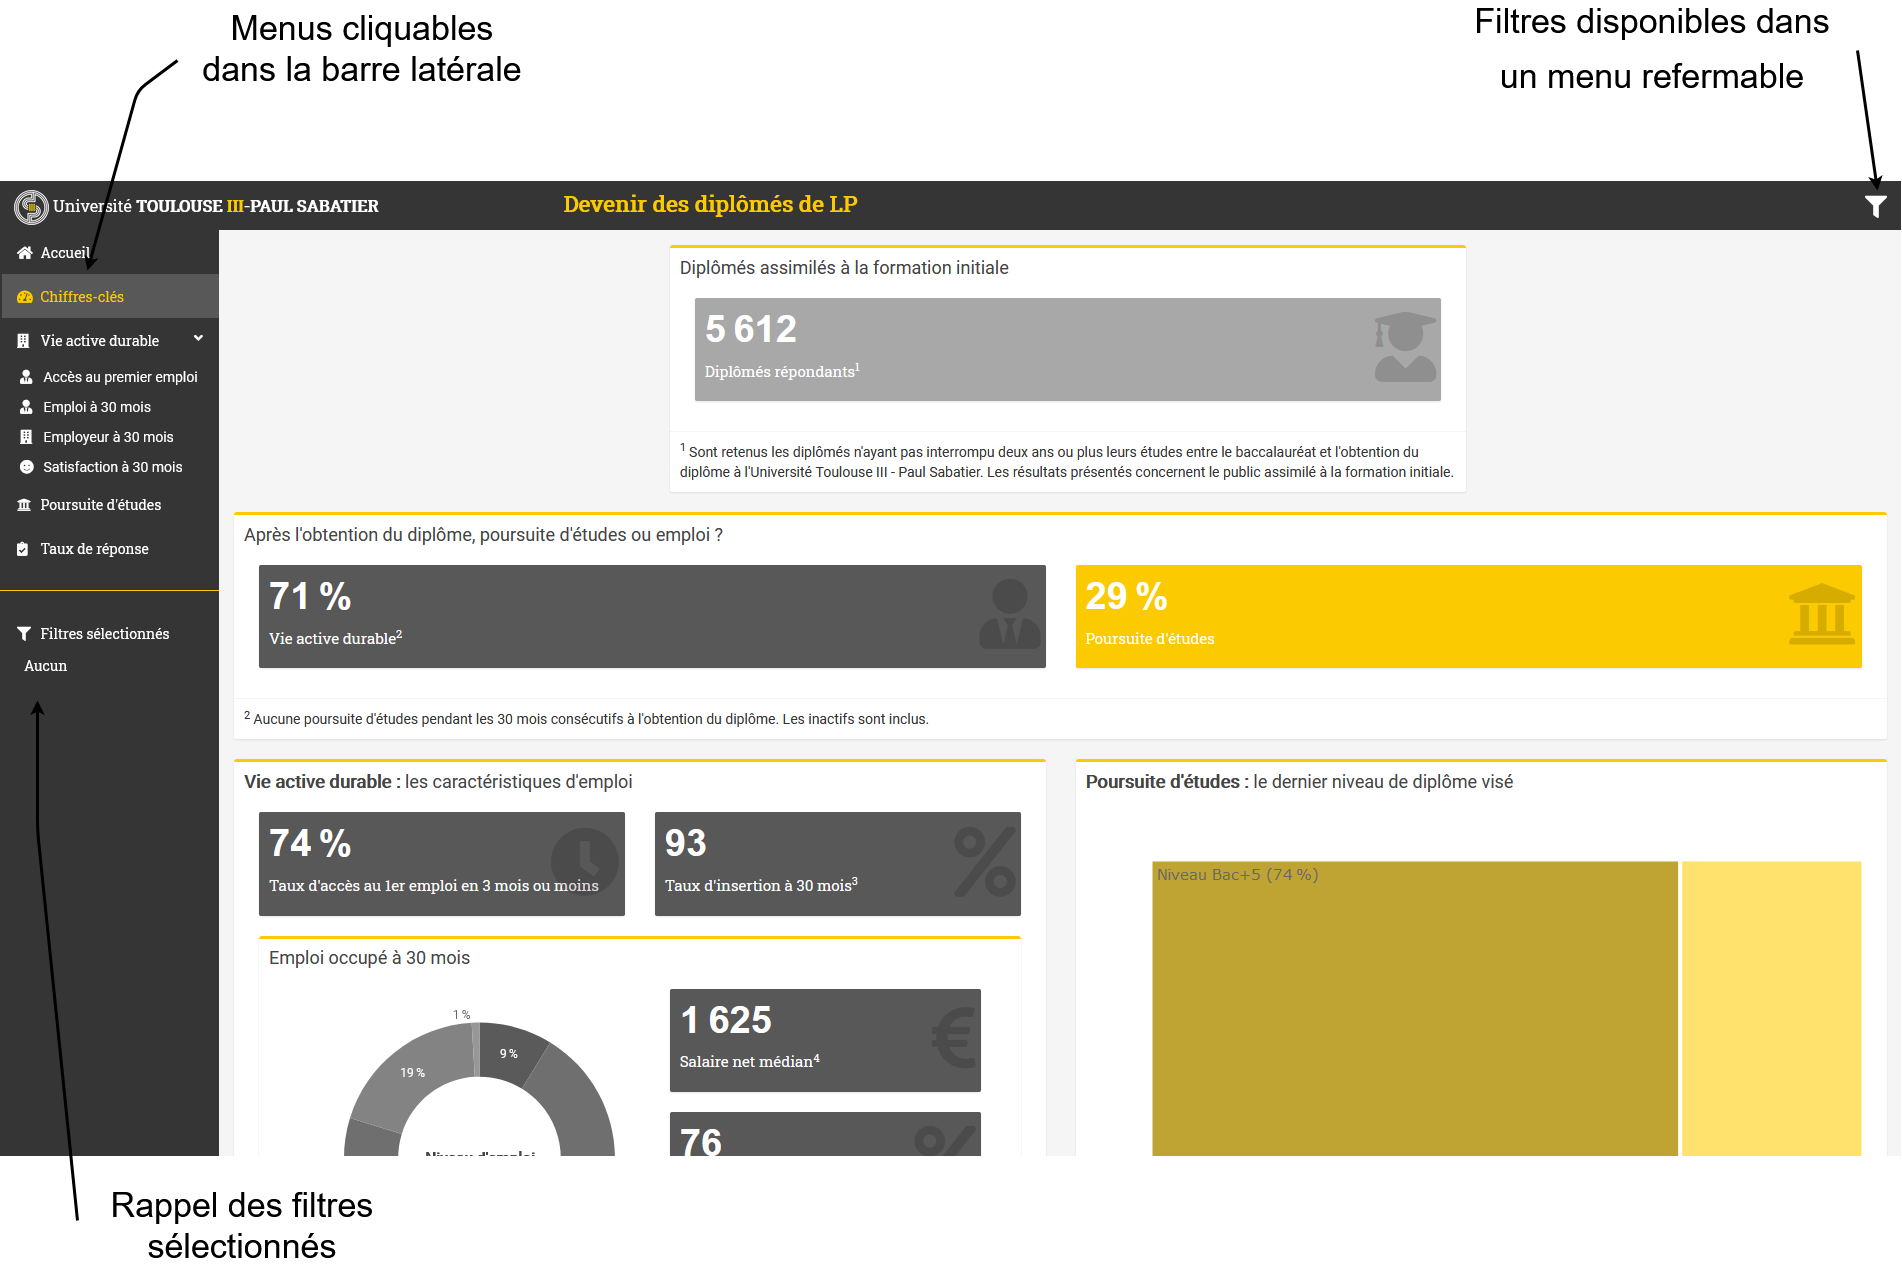 Menus cliquables
dans la barre latérale
Filtres disponibles dans
un menu refermable
Université TOULOUSE III-PAUL SABATIER
Devenir des diplômés de LP
Accueil
Chiffres-clés
Vie active durable
Accès au premier emploi
Emploi à 30 mois
Employeur à 30 mois
Satisfaction à 30 mois
Poursuite d'études
Taux de réponse
Filtres sélectionnés
Aucun
Diplômés assimilés à la formation initiale
5 612
Diplômés répondants1
1 Sont retenus les diplômés n'ayant pas interrompu deux ans ou plus leurs études entre le baccalauréat et l'obtention du
diplôme à l'Université Toulouse III - Paul Sabatier. Les résultats présentés concernent le public assimilé à la formation initiale.
Après l'obtention du diplôme, poursuite d'études ou emploi ?
71 %
Vie active durable2
29 %
Poursuite d'études
2 Aucune poursuite d'études pendant les 30 mois consécutifs à l'obtention du diplôme. Les inactifs sont inclus.
Vie active durable : les caractéristiques d'emploi
74 %
Taux d'accès au 1er emploi en 3 mois ou moins
93
Taux d'insertion à 30 mois3
Emploi occupé à 30 mois
1 %
9 %
19 %
Niveau d'emploi
1 625
Salaire net médian4
76
Poursuite d'études : le dernier niveau de diplôme visé
Niveau Bac+5 (74 %)
Rappel des filtres
sélectionnés